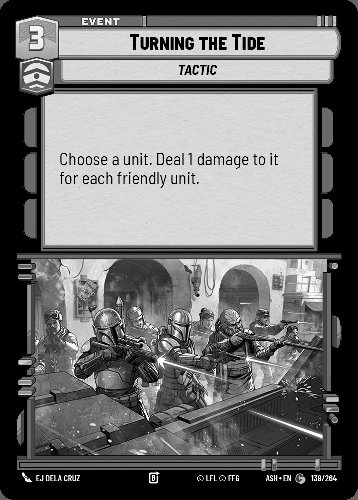 EVENT
3
TURNING THE TIDE
TACTIC
Choose a unit. Deal 1 damage to it
for each friendly unit.
EJ DELA CRUZ
© LFL © FFG
ASH • EN
138/264